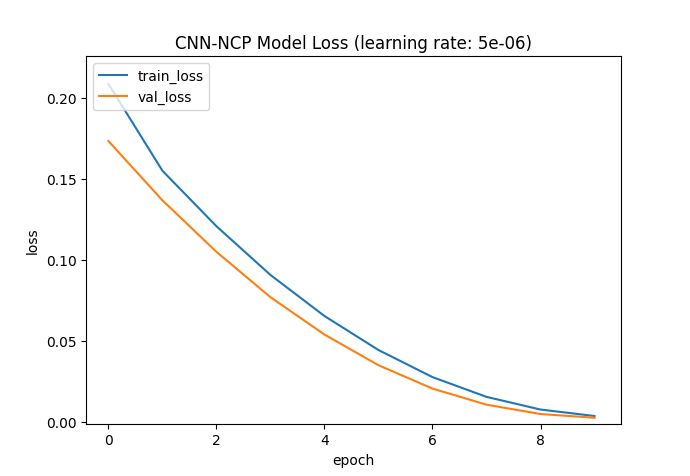 CNN-NCP Model Loss (learning rate: 5e-06)
train_loss
val_loss
0.20
0.15
0.10
0.05
0.00
loss
0 2 4 6 8
epoch